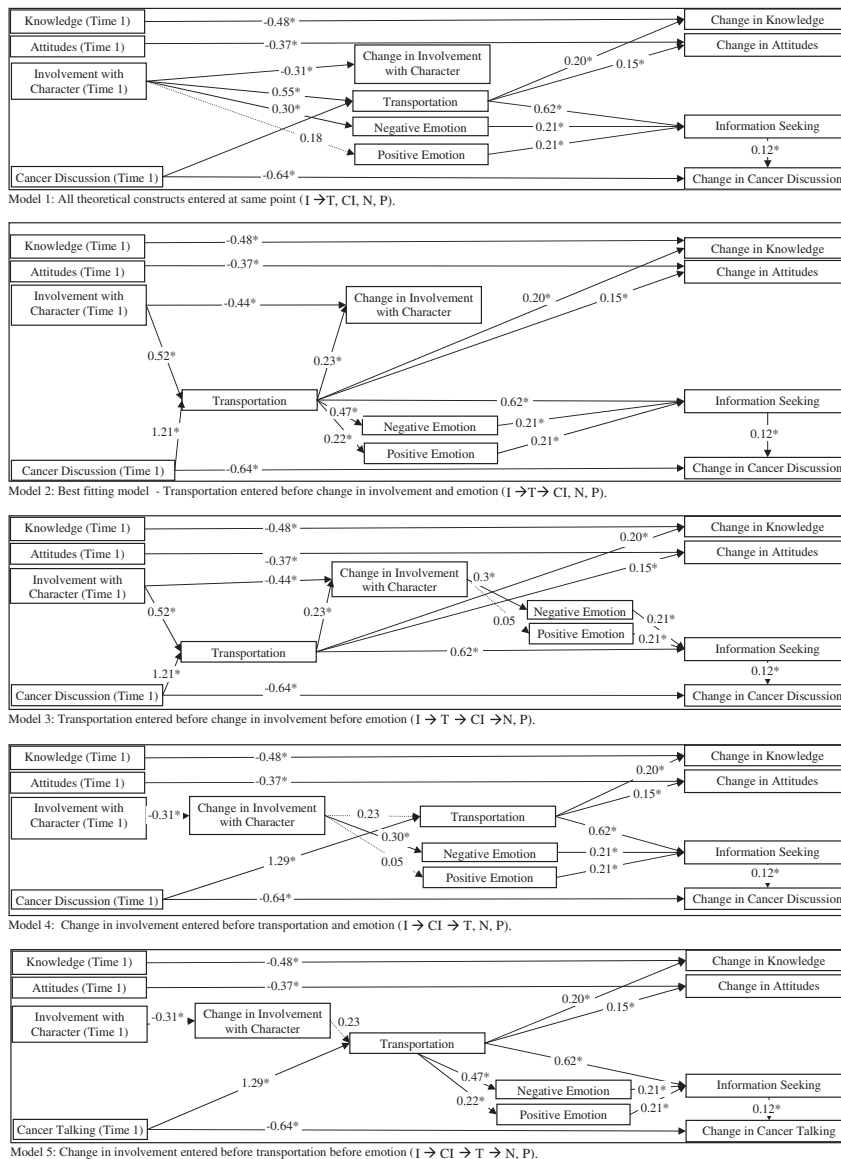 Knowledge (Time 1)
-0.48*
Change in Knowledge
Attitudes (Time 1)
-0.37*
Change in Attitudes
Involvement with
Character (Time 1)
-0.31*
Change in Involvement
with Character
0.20*
0.15*
0.55*
Transportation
0.62*
0.30*
Negative Emotion
0.21*
Information Seeking
0.18
Positive Emotion
0.21*
0.12*
Cancer Discussion (Time 1)
-0.64*
Change in Cancer Discussion
Model 1: All theoretical constructs entered at same point (I →T, CI, N, P).
Knowledge (Time 1)
-0.48*
Change in Knowledge
Attitudes (Time 1)
-0.37*
Change in Attitudes
Involvement with
Character (Time 1)
-0.44*
Change in Involvement
with Character
0.20*
0.15*
0.52*
0.23*
Transportation
0.62*
Information Seeking
0.47*
Negative Emotion
0.21*
1.21*
0.22*
Positive Emotion
0.21*
0.12*
Cancer Discussion (Time 1)
-0.64*
Change in Cancer Discussion
Model 2: Best fitting model - Transportation entered before change in involvement and emotion (I →T→ CI, N, P).
Knowledge (Time 1)
-0.48*
Change in Knowledge
0.20*
Attitudes (Time 1)
-0.37*
Change in Attitudes
Involvement with
Character (Time 1)
-0.44*
Change in Involvement
with Character
0.15*
0.3*
0.05
Negative Emotion
0.21*
0.52*
0.23*
Positive Emotion
0.21*
Transportation
0.62*
Information Seeking
1.21*
0.12*
Cancer Discussion (Time 1)
-0.64*
Change in Cancer Discussion
Model 3: Transportation entered before change in involvement before emotion (I → T → CI →N, P).
Knowledge (Time 1)
-0.48*
Change in Knowledge
0.20*
Attitudes (Time 1)
-0.37*
Change in Attitudes
0.15*
Involvement with
Character (Time 1)
-0.31*
Change in Involvement
with Character
0.23
Transportation
0.62*
0.30*
Negative Emotion
0.21*
Information Seeking
1.29*
0.05
Positive Emotion
0.21*
0.12*
Cancer Discussion (Time 1)
-0.64*
Change in Cancer Discussion
Model 4: Change in involvement entered before transportation and emotion (I → CI → T, N, P).
Knowledge (Time 1)
-0.48*
Change in Knowledge
Attitudes (Time 1)
-0.37*
Change in Attitudes
0.20*
0.15*
Involvement with
Character (Time 1)
-0.31*
Change in Involvement
with Character
0.23
Transportation
0.62*
1.29*
0.47*
Negative Emotion
0.21*
Information Seeking
0.22*
Positive Emotion
0.21*
0.12*
Cancer Talking (Time 1)
-0.64*
Change in Cancer Talking
Model 5: Change in involvement entered before transportation before emotion (I → CI → T → N, P).